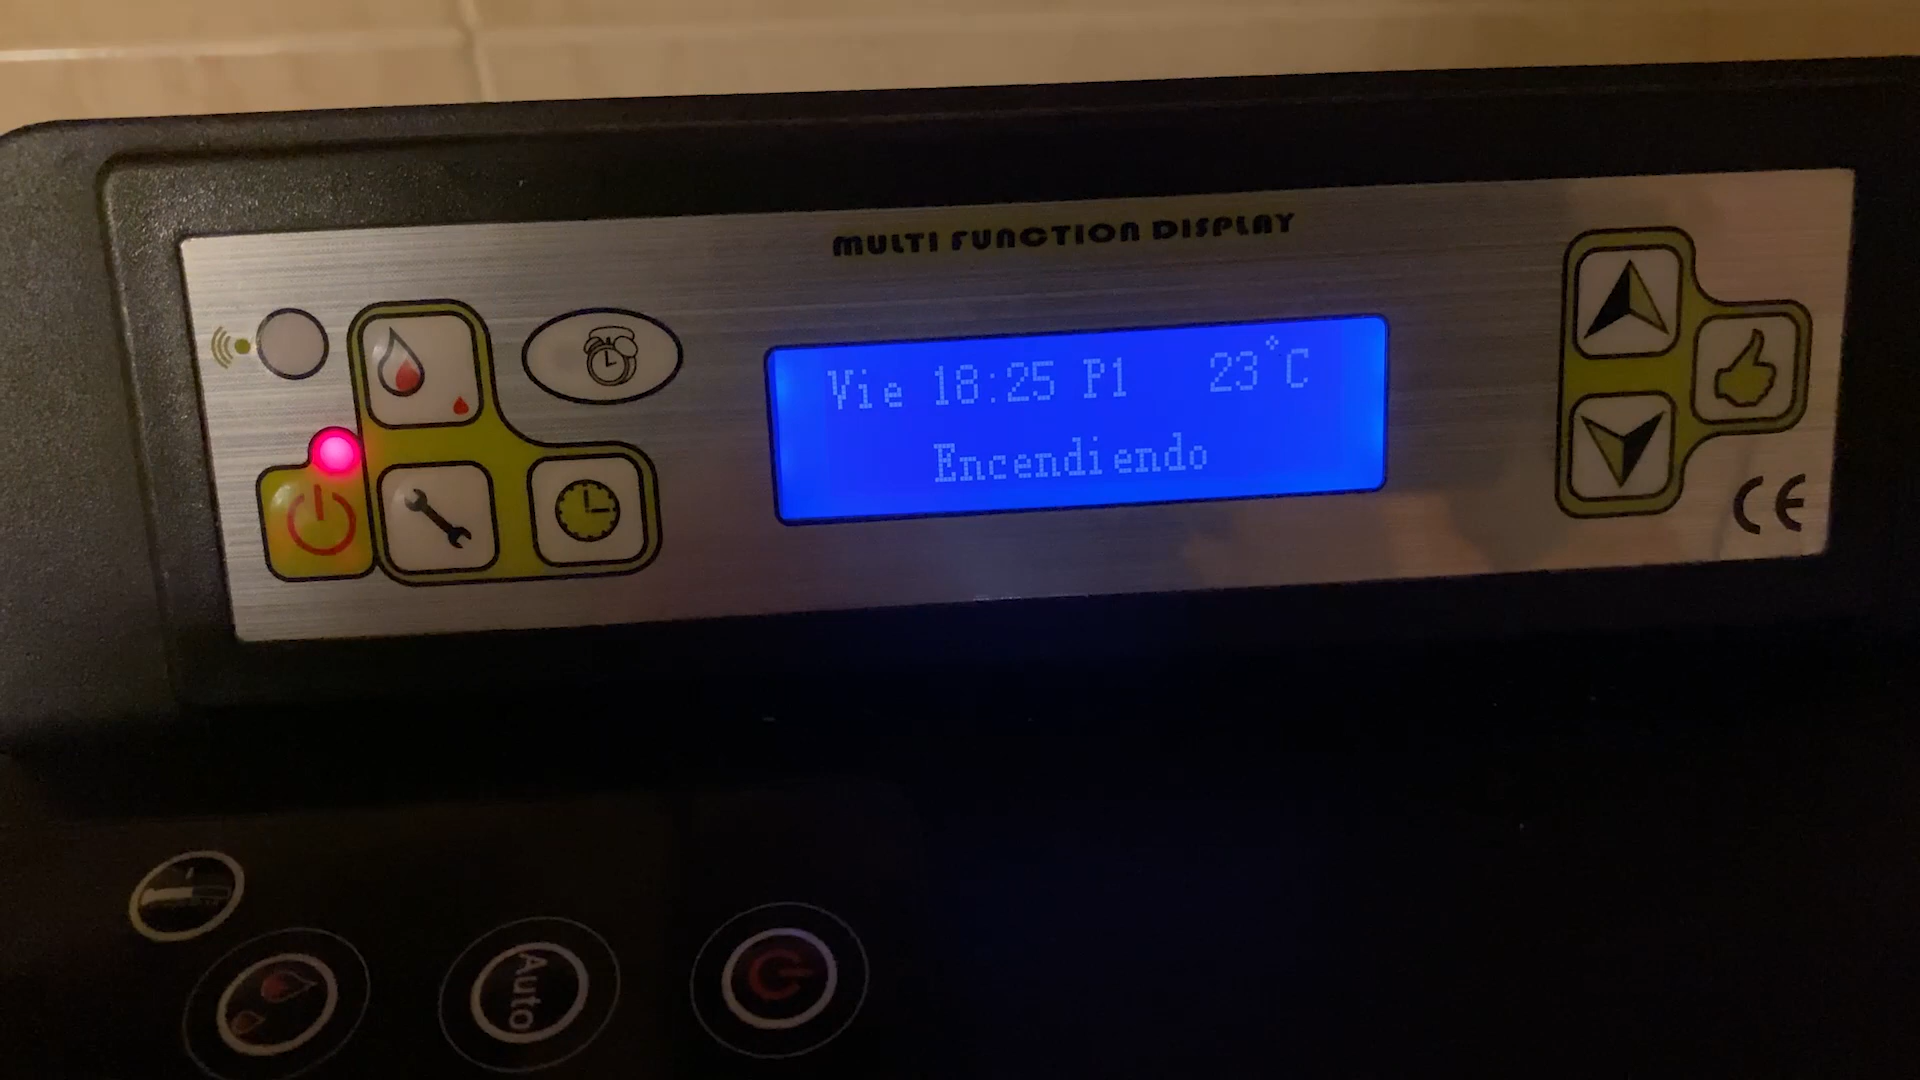 MULTI FUNCTION DISPLAY
Vie 18:25 P1 23°C
Encendiendo
CE
Auto